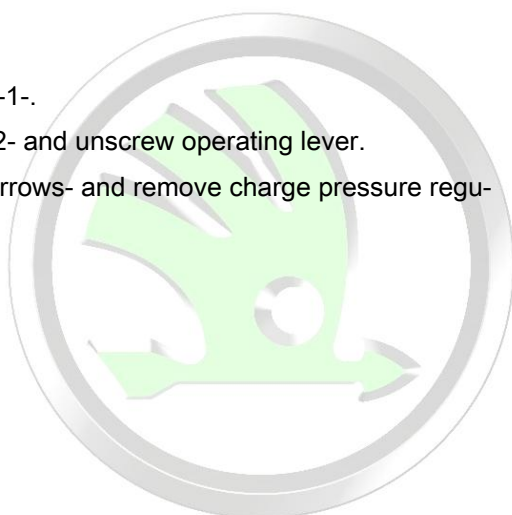 -1-.
2- and unscrew operating lever.
rrows- and remove charge pressure regu-